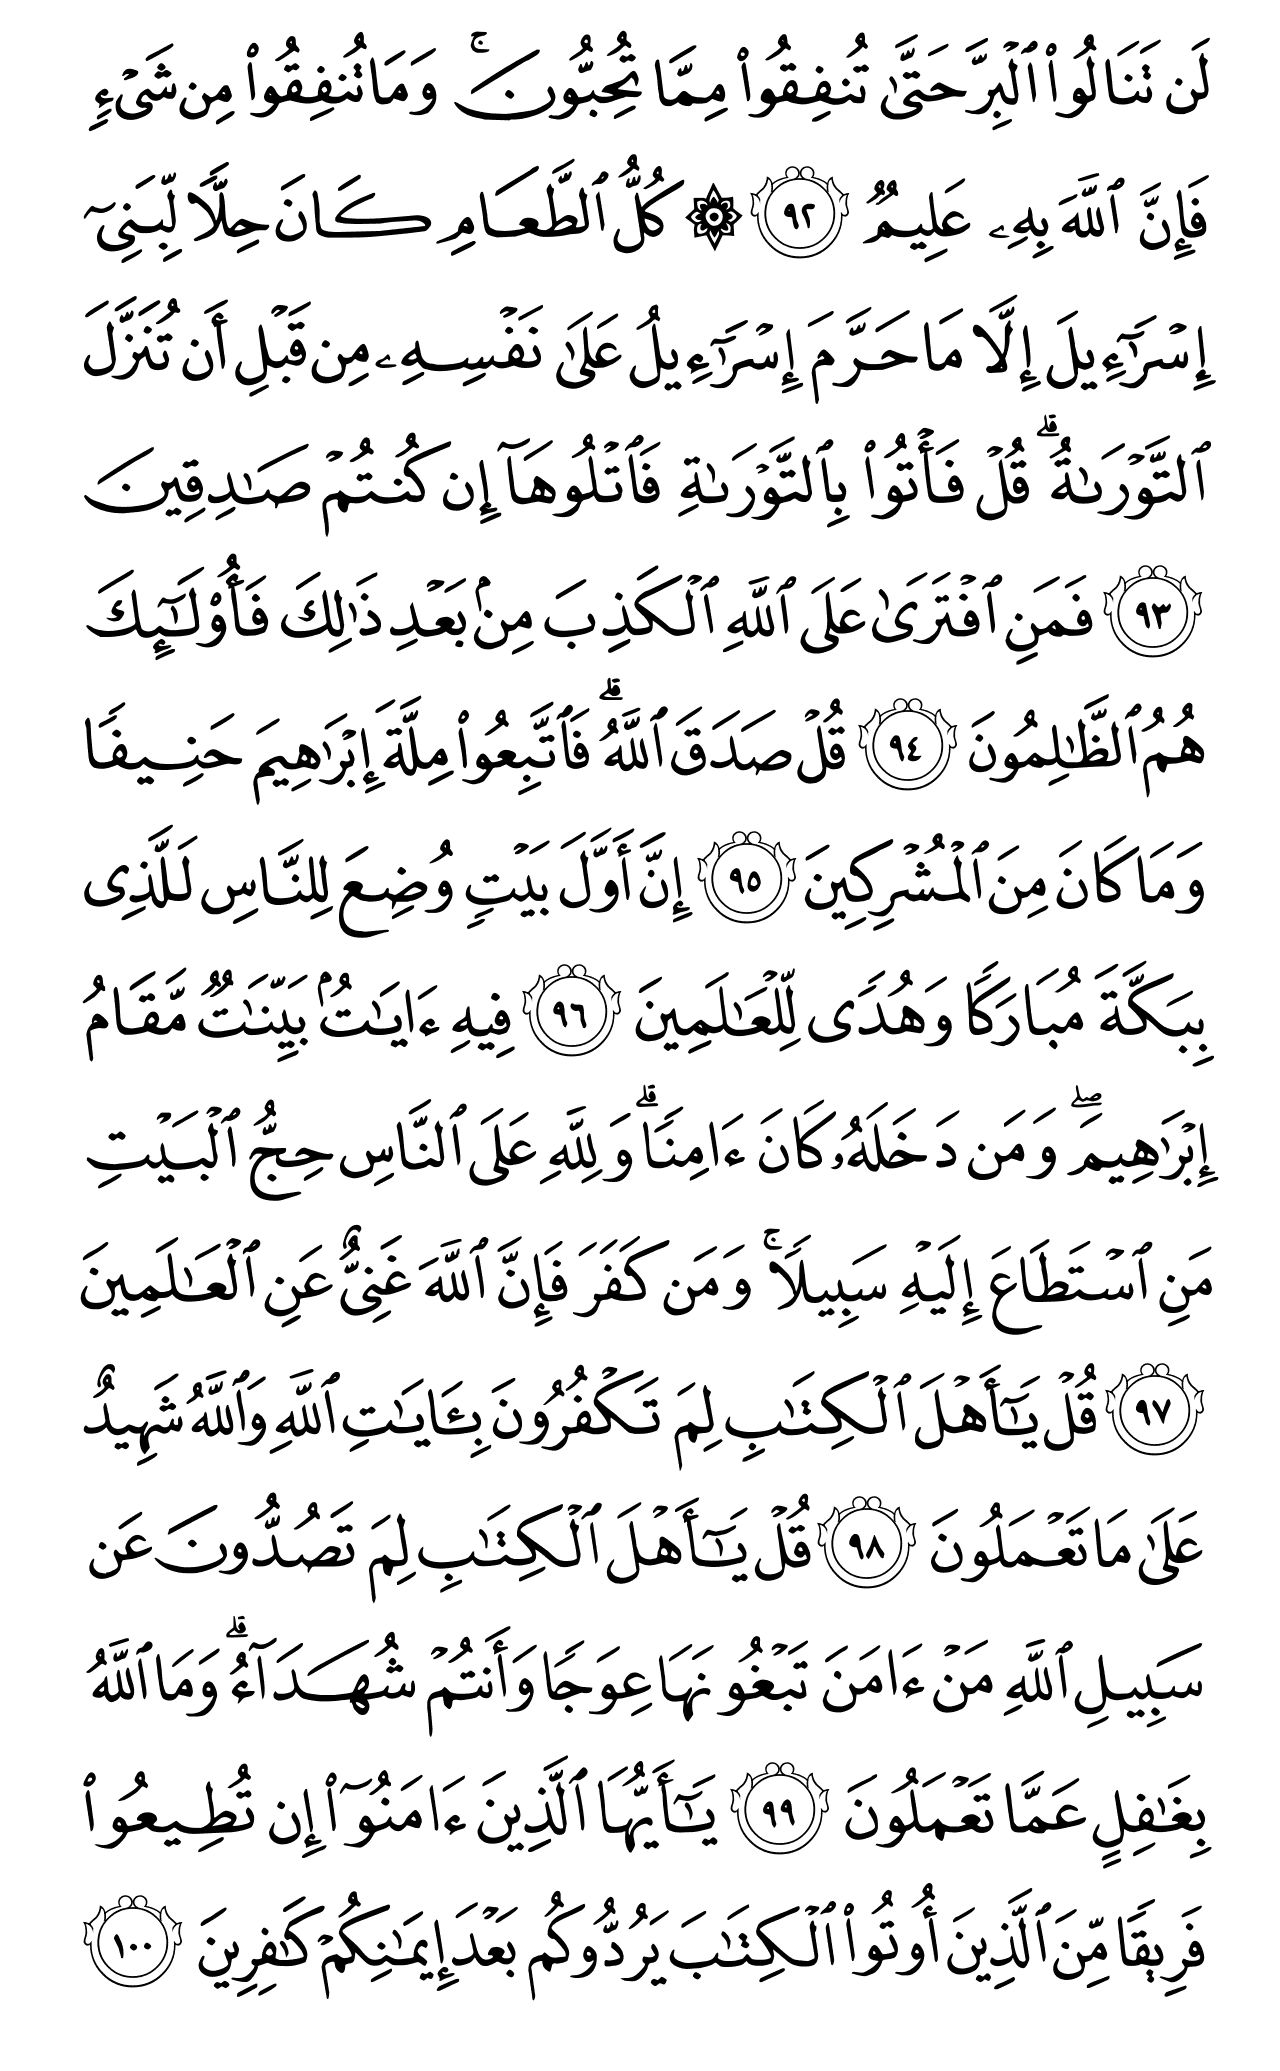 لَن تَنَالُوا۟ ٱلۡبِرَّ حَتَّىٰ تُنفِقُوا۟ مِمَّا تُحِبُّونَۚ وَمَا تُنفِقُوا۟ مِن شَىۡءٍ
فَإِنَّ ٱللَّهَ بِهِۦ عَلِيمٌ ٩٢ ۞ كُلُّ ٱلطَّعَامِ كَانَ حِلًّا لِّبَنِىٓ
إِسۡرَٰٓءِيلَ إِلَّا مَا حَرَّمَ إِسۡرَٰٓءِيلُ عَلَىٰ نَفۡسِهِۦ مِن قَبۡلِ أَن تُنَزَّلَ
ٱلتَّوۡرَىٰةُۗ قُلۡ فَأۡتُوا۟ بِٱلتَّوۡرَىٰةِ فَٱتۡلُوهَآ إِن كُنتُمۡ صَـٰدِقِينَ
٩٣ فَمَنِ ٱفۡتَرَىٰ عَلَى ٱللَّهِ ٱلۡكَذِبَ مِنۢ بَعۡدِ ذَٰلِكَ فَأُو۟لَـٰٓئِكَ
هُمُ ٱلظَّـٰلِمُونَ ٩٤ قُلۡ صَدَقَ ٱللَّهُۗ فَٱتَّبِعُوا۟ مِلَّةَ إِبۡرَٰهِيمَ حَنِيفًا
وَمَا كَانَ مِنَ ٱلۡمُشۡرِكِينَ ٩٥ إِنَّ أَوَّلَ بَيۡتٍ وُضِعَ لِلنَّاسِ لَلَّذِى
بِبَكَّةَ مُبَارَكًا وَهُدًى لِّلۡعَـٰلَمِينَ ٩٦ فِيهِ ءَايَـٰتُۢ بَيِّنَـٰتٌ مَّقَامُ
إِبۡرَٰهِيمَۖ وَمَن دَخَلَهُۥ كَانَ ءَامِنًاۗ وَلِلَّهِ عَلَى ٱلنَّاسِ حِجُّ ٱلۡبَيۡتِ
مَنِ ٱسۡتَطَاعَ إِلَيۡهِ سَبِيلًاۚ وَمَن كَفَرَ فَإِنَّ ٱللَّهَ غَنِىٌّ عَنِ ٱلۡعَـٰلَمِينَ
٩٧ قُلۡ يَـٰٓأَهۡلَ ٱلۡكِتَـٰبِ لِمَ تَكۡفُرُونَ بِـَٔايَـٰتِ ٱللَّهِ وَٱللَّهُ شَهِيدٌ
عَلَىٰ مَا تَعۡمَلُونَ ٩٨ قُلۡ يَـٰٓأَهۡلَ ٱلۡكِتَـٰبِ لِمَ تَصُدُّونَ عَن
سَبِيلِ ٱللَّهِ مَنۡ ءَامَنَ تَبۡغُونَهَا عِوَجًا وَأَنتُمۡ شُهَدَآءُۗ وَمَا ٱللَّهُ
بِغَـٰفِلٍ عَمَّا تَعۡمَلُونَ ٩٩ يَـٰٓأَيُّهَا ٱلَّذِينَ ءَامَنُوٓا۟ إِن تُطِيعُوا۟
فَرِيقًا مِّنَ ٱلَّذِينَ أُوتُوا۟ ٱلۡكِتَـٰبَ يَرُدُّوكُم بَعۡدَ إِيمَـٰنِكُمۡ كَـٰفِرِينَ ١٠٠